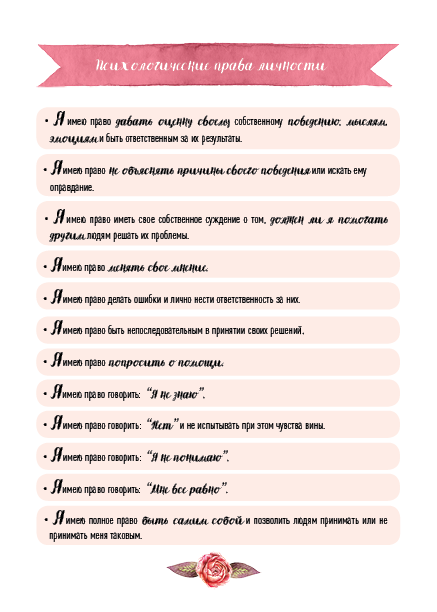 Психологические права личности
• Я имею право давать оценку своему собственному поведению, мыслям,
эмоциям и быть ответственным за их результаты.
• Я имею право не объяснять причины своего поведения или искать ему
оправдание.
• Я имею право иметь свое собственное суждение о том, должен ли я помогать
другим людям решать их проблемы.
• Я имею право менять свое мнение.
• Я имею право делать ошибки и лично нести ответственность за них.
• Я имею право быть непоследовательным в принятии своих решений.
• Я имею право попросить о помощи.
• Я имею право говорить: “Я не знаю”.
• Я имею право говорить: “Нет” и не испытывать при этом чувства вины.
• Я имею право говорить: “Я не понимаю”.
• Я имею право говорить: “Мне все равно”.
• Я имею полное право быть самим собой и позволить людям принимать или не
принимать меня таковым.